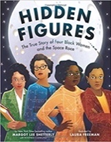 HIDDEN
FIGURES
The True Story of Four Black Women
and the Space Race
MARGOT LEE SHETTERLY
LAURA FREEMAN